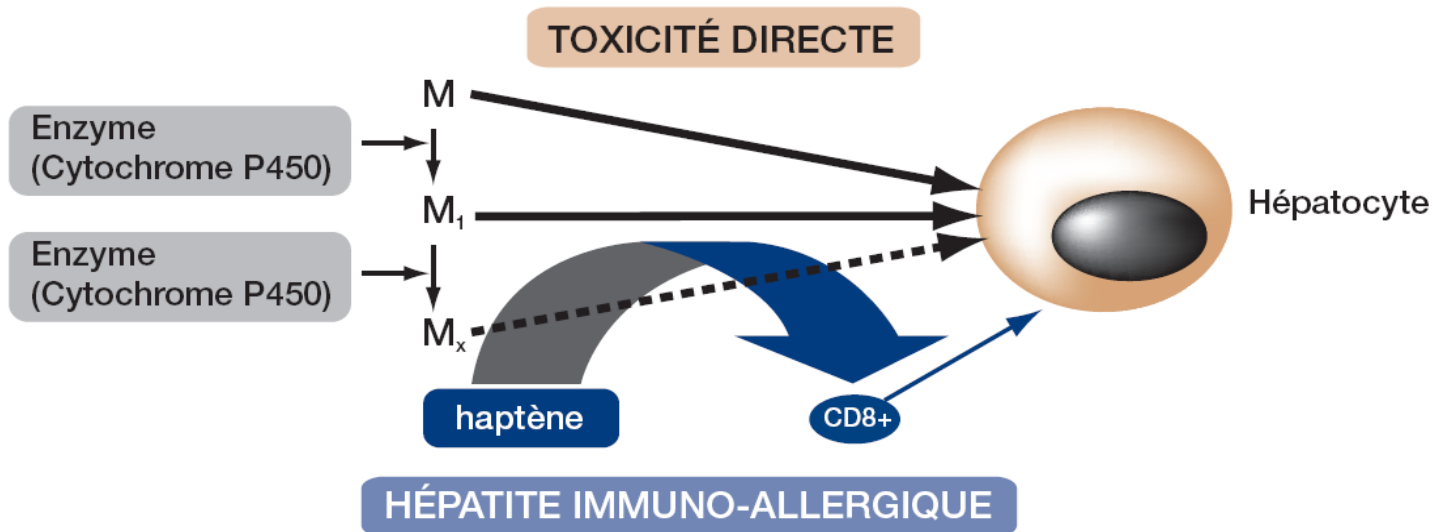 TOXICITÉ DIRECTE
M
Enzyme
(Cytochrome P450)
M₁
Hépatocyte
Enzyme
(Cytochrome P450)
Mₓ
haptène
CD8+
HÉPATITE IMMUNO-ALLERGIQUE